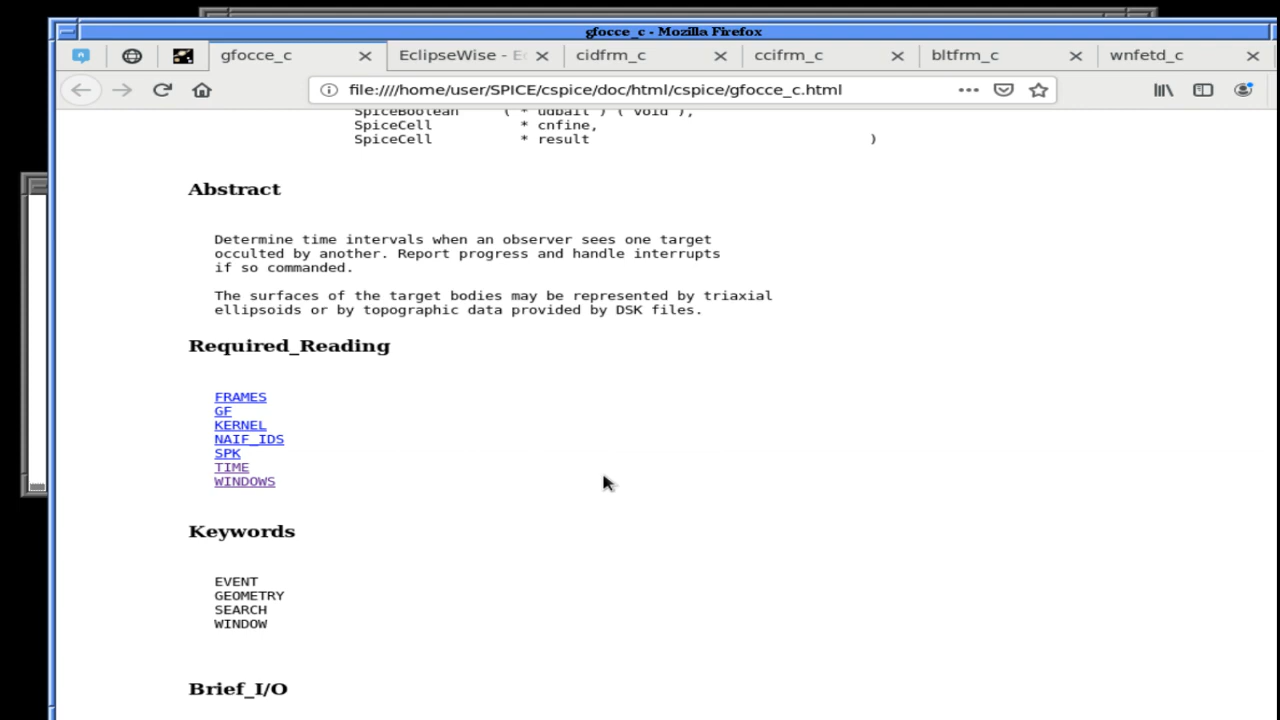 gfocce_c - Mozilla Firefox
gfocce_c
EclipseWise - Ec
cidfrm_c
ccifrm_c
bltfrm_c
wnfetd_c
file:////home/user/SPICE/cspice/doc/html/cspice/gfocce_c.html
SpiceBoolean ( * udbail ) ( void ),
SpiceCell * cnfine,
SpiceCell * result )
Abstract
Determine time intervals when an observer sees one target
occulted by another. Report progress and handle interrupts
if so commanded.
The surfaces of the target bodies may be represented by triaxial
ellipsoids or by topographic data provided by DSK files.
Required_Reading
FRAMES
GF
KERNEL
NAIF_IDS
SPK
TIME
WINDOWS
Keywords
EVENT
GEOMETRY
SEARCH
WINDOW
Brief_I/O